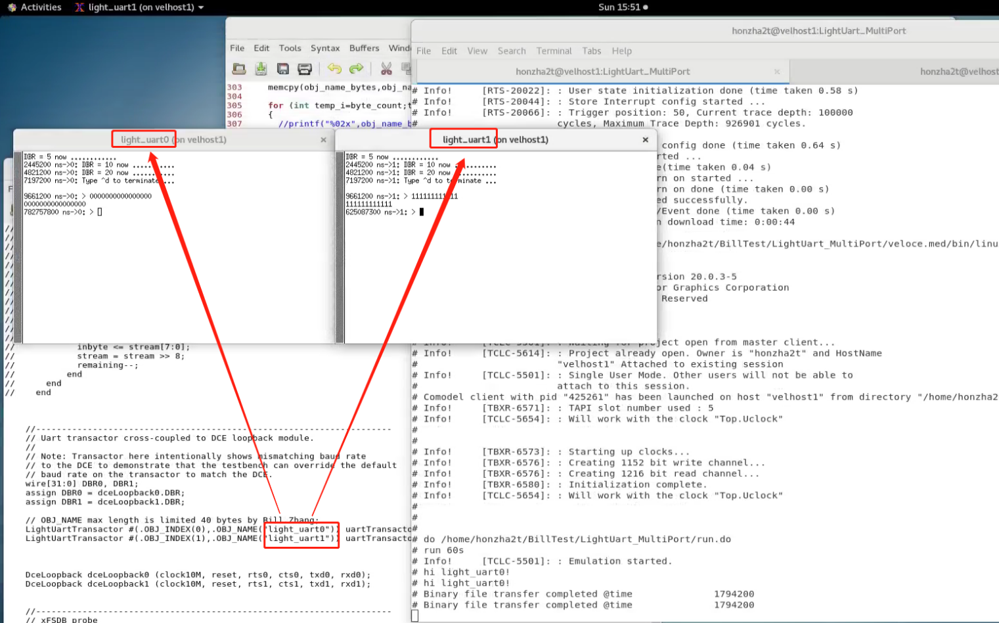 Activities light_uart1 (on velhost1) Sun 15:51
honzha2t@velhost1:LightUart_MultiPort
File Edit Tools Syntax Buffers
File Edit View Search Terminal Tabs Help
honzha2t@velhost1:LightUart_MultiPort × honzha2t@velhost
303 memcpy(obj_name_bytes,obj_na
304
305 for (int temp_i=byte_count;t
306 {
307 //printf("%02x",obj_name_b
# Info! [RTS-20022]: : User state initialization done (time taken 0.58 s)
# Info! [RTS-20044]: : Store Interrupt config started ...
# Info! [RTS-20066]: : Trigger position: 50, Current trace depth: 100000
# cycles, Maximum Trace Depth: 926901 cycles.
config done (time taken 0.64 s)
rted ...
(time taken 0.04 s)
rn on started ...
rn on done (time taken 0.00 s)
ed successfully.
/Event done (time taken 0.00 s)
n download time: 0:00:44
e/honzha2t/BillTest/LightUart_MultiPort/veloce.med/bin/linu
rsion 20.0.3-5
or Graphics Corporation
Reserved
light_uart0 (on velhost1) ×
DBR = 5 now ............
2445200 ns->0: DBR = 10 now ...........
4821200 ns->0: DBR = 20 now ...........
7197200 ns->0: Type ^d to terminate ...
9661200 ns->0: > 0000000000000000
0000000000000000
782757800 ns->0: >
light_uart1 (on velhost1) ×
DBR = 5 now ............
2445200 ns->1: DBR = 10 now ...........
4821200 ns->1: DBR = 20 now ...........
7197200 ns->1: Type ^d to terminate ...
9661200 ns->1: > 111111111111
111111111111
625087300 ns->1: >
// inbyte <= stream[7:0];
// stream = stream >> 8;
// remaining--;
// end
// end
// end
//---------------------------------------------------------------------
// Uart transactor cross-coupled to DCE loopback module.
//
// Note: Transactor here intentionally shows mismatching baud rate
// to the DCE to demonstrate that the testbench can override the default
// baud rate on the transactor to match the DCE.
wire[31:0] DBR0, DBR1;
assign DBR0 = dceLoopback0.DBR;
assign DBR1 = dceLoopback1.DBR;
// OBJ_NAME max length is limited 40 bytes by Bill Zhang;
LightUartTransactor #(.OBJ_INDEX(0),.OBJ_NAME("light_uart0")) uartTransacto
LightUartTransactor #(.OBJ_INDEX(1),.OBJ_NAME("light_uart1")) uartTransacto
DceLoopback dceLoopback0 (clock10M, reset, rts0, cts0, txd0, rxd0);
DceLoopback dceLoopback1 (clock10M, reset, rts1, cts1, txd1, rxd1);
//---------------------------------------------------------------------
// xFSDB probe
# Info! : Waiting for project open from master client...
# Info! [TCLC-5614]: : Project already open. Owner is "honzha2t" and HostName
# "velhost1" Attached to existing session
# Info! [TCLC-5501]: : Single User Mode. Other users will not be able to
# attach to this session.
# Comodel client with pid "425261" has been launched on host "velhost1" from directory "/home/honzha2
# Info! [TBXR-6571]: : TAPI slot number used : 5
# Info! [TCLC-5654]: : Will work with the clock "Top.Uclock"
#
#
# Info! [TBXR-6573]: : Starting up clocks...
# Info! [TBXR-6576]: : Creating 1152 bit write channel...
# Info! [TBXR-6576]: : Creating 1216 bit read channel...
# Info! [TBXR-6580]: : Initialization complete.
# Info! [TCLC-5654]: : Will work with the clock "Top.Uclock"
#
#
#
# do /home/honzha2t/BillTest/LightUart_MultiPort/run.do
# run 60s
# Info! [TCLC-5501]: : Emulation started.
# hi light_uart0!
# hi light_uart0!
# Binary file transfer completed @time 1794200
# Binary file transfer completed @time 1794200